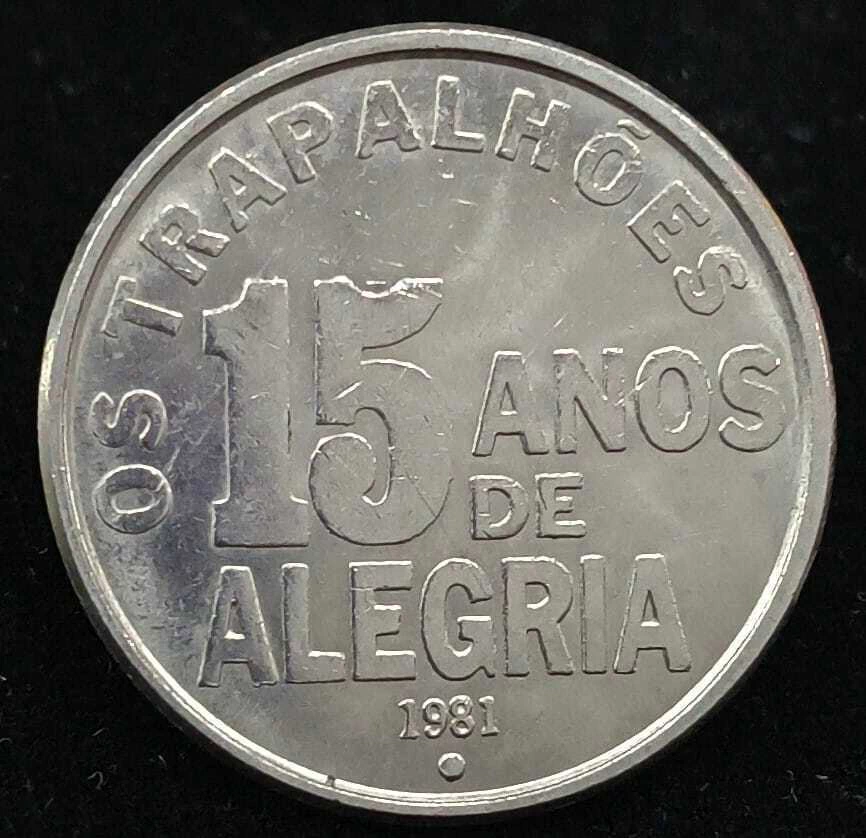 OS TRAPALHÕES
15 ANOS
DE
ALEGRIA
1981